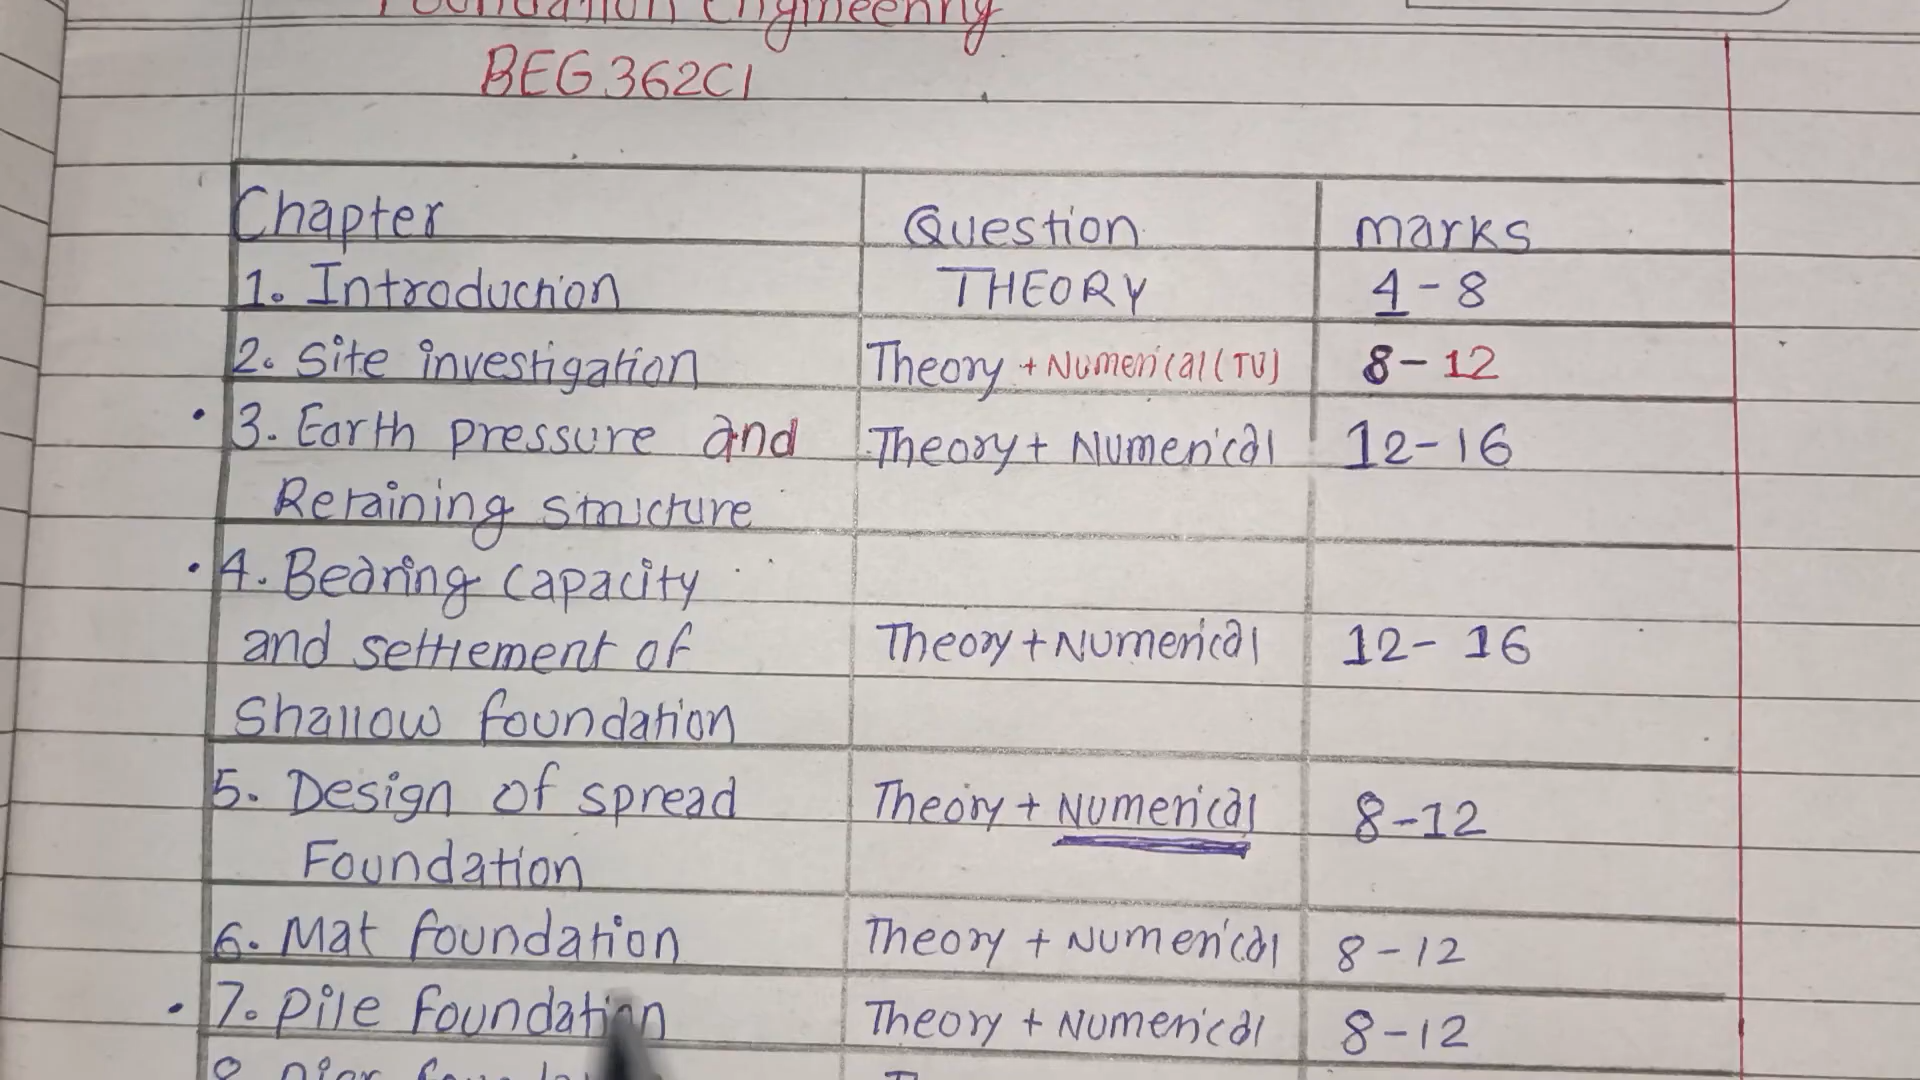 Foundation Engineering
BEG362CI
Chapter Question marks
1. Introduction THEORY 4-8
2. Site investigation Theory + Numerical (TU) 8-12
3. Earth pressure and Theory + Numerical 12-16
Retaining structure
4. Bearing capacity
and settlement of Theory + Numerical 12-16
Shallow foundation
5. Design of spread Theory + Numerical 8-12
Foundation
6. Mat foundation Theory + Numerical 8-12
7. Pile foundation Theory + Numerical 8-12